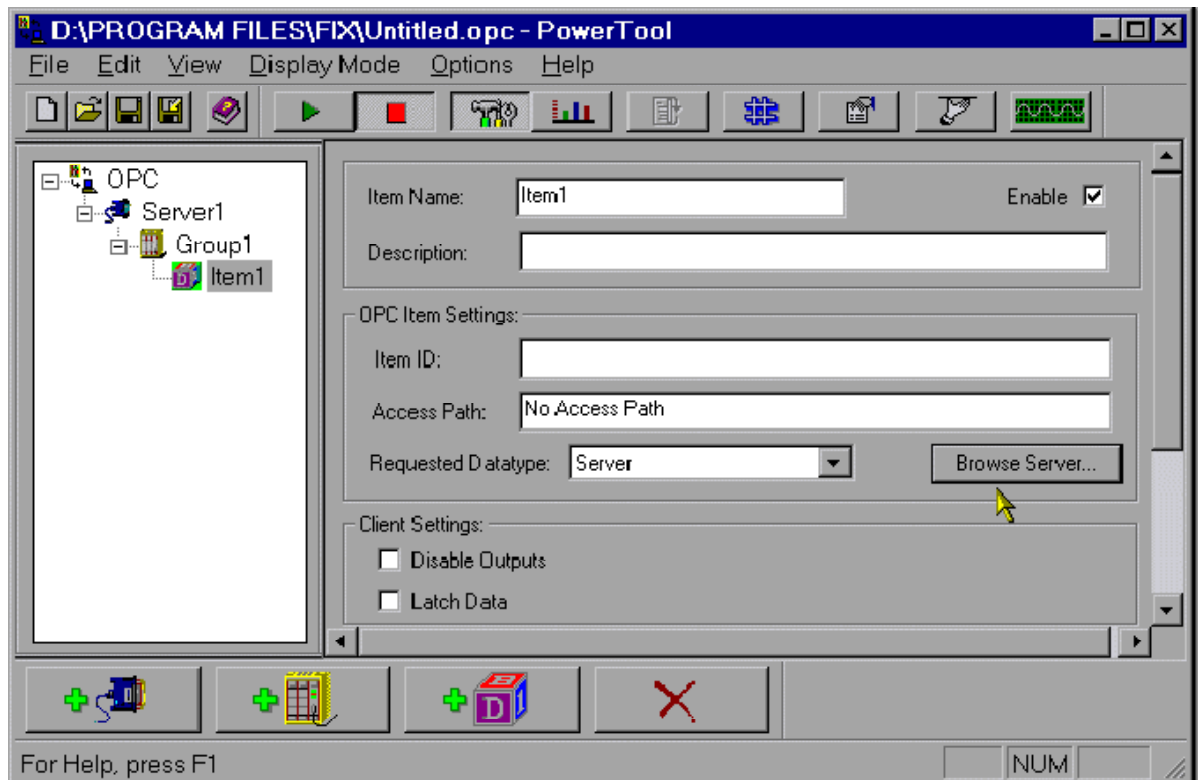 D:\PROGRAM FILES\FIX\Untitled.opc - PowerTool
File Edit View Display Mode Options Help
OPC
Server1
Group1
Item1
Item Name: Item1 Enable
Description:
OPC Item Settings:
Item ID:
Access Path: No Access Path
Requested Datatype: Server Browse Server...
Client Settings:
Disable Outputs
Latch Data
For Help, press F1 NUM